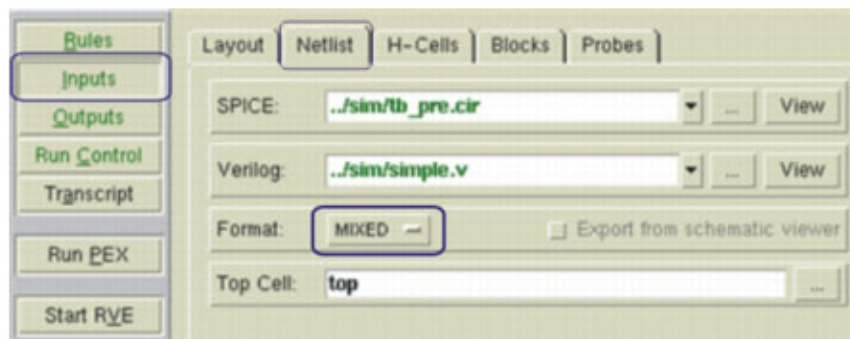 Rules
Inputs
Outputs
Run Control
Transcript
Run PEX
Start RVE
Layout Netlist H-Cells Blocks Probes
SPICE: ../sim/tb_pre.cir ... View
Verilog: ../sim/simple.v ... View
Format: MIXED Export from schematic viewer
Top Cell: top ...